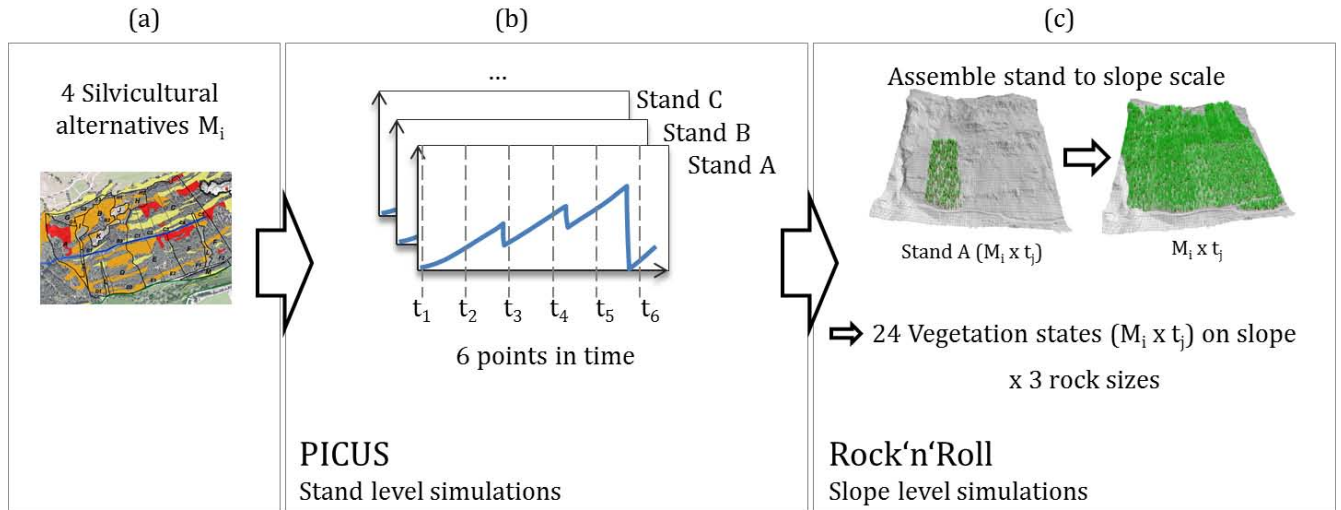 (a)
(b)
(c)
4 Silvicultural
alternatives Mi
...
Stand C
Stand B
Stand A
t1 t2 t3 t4 t5 t6
6 points in time
PICUS
Stand level simulations
Assemble stand to slope scale
Stand A (Mi x tj)
Mi x tj
24 Vegetation states (Mi x tj) on slope
x 3 rock sizes
Rock‘n‘Roll
Slope level simulations